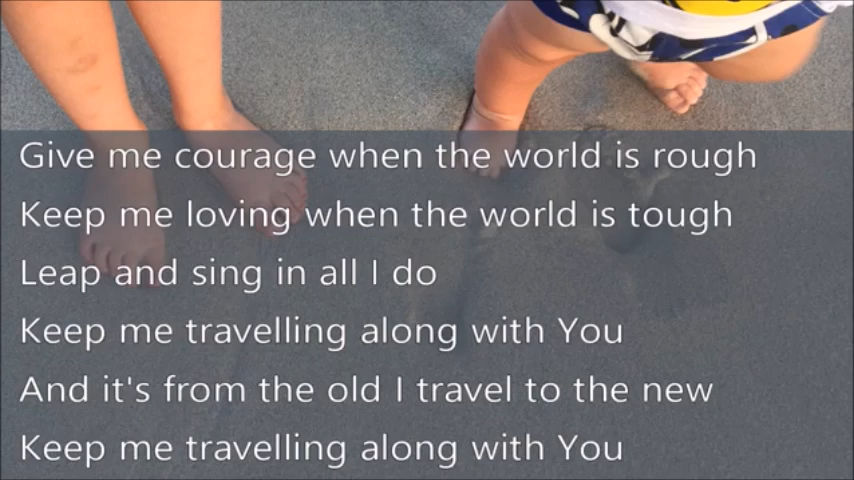 Give me courage when the world is rough
Keep me loving when the world is tough
Leap and sing in all I do
Keep me travelling along with You
And it's from the old I travel to the new
Keep me travelling along with You